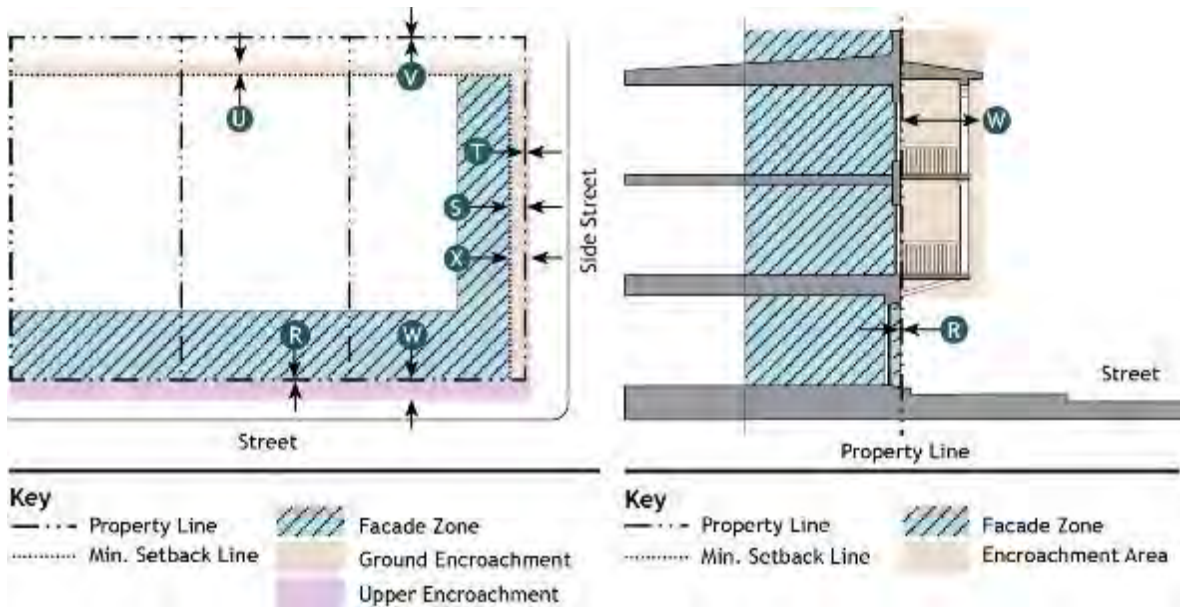 V
U
T
S
X
R
W
Side Street
Street
Key
Property Line
Min. Setback Line
Facade Zone
Ground Encroachment
Upper Encroachment
W
R
Street
Property Line
Key
Property Line
Min. Setback Line
Facade Zone
Encroachment Area